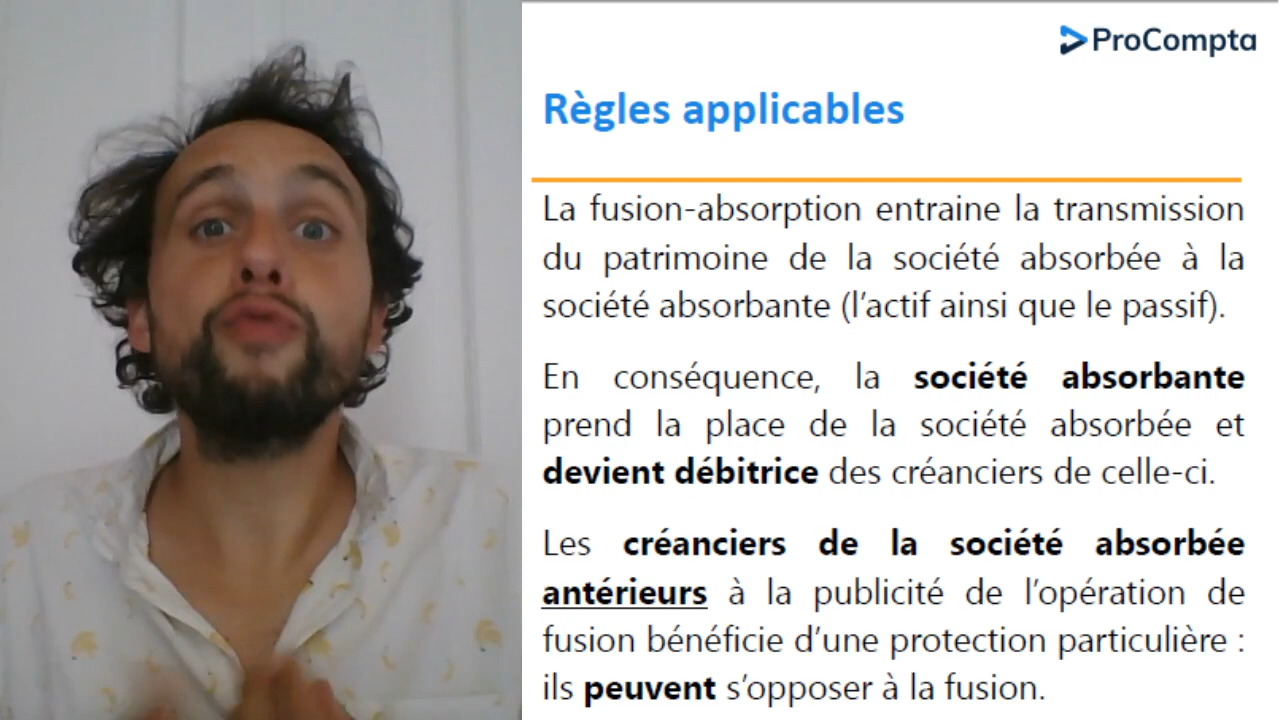 ProCompta
Règles applicables
La fusion-absorption entraine la transmission
du patrimoine de la société absorbée à la
société absorbante (l'actif ainsi que le passif).
En conséquence, la société absorbante
prend la place de la société absorbée et
devient débitrice des créanciers de celle-ci.
Les créanciers de la société absorbée
antérieurs à la publicité de l'opération de
fusion bénéficie d'une protection particulière :
ils peuvent s'opposer à la fusion.